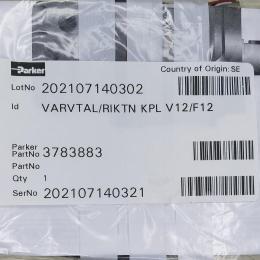 Parker
Country of Origin: SE
LotNo 202107140302
Id VARVTAL/RIKTN KPL V12/F12
Parker
PartNo 3783883
PartNo
Qty 1
SerNo 202107140321